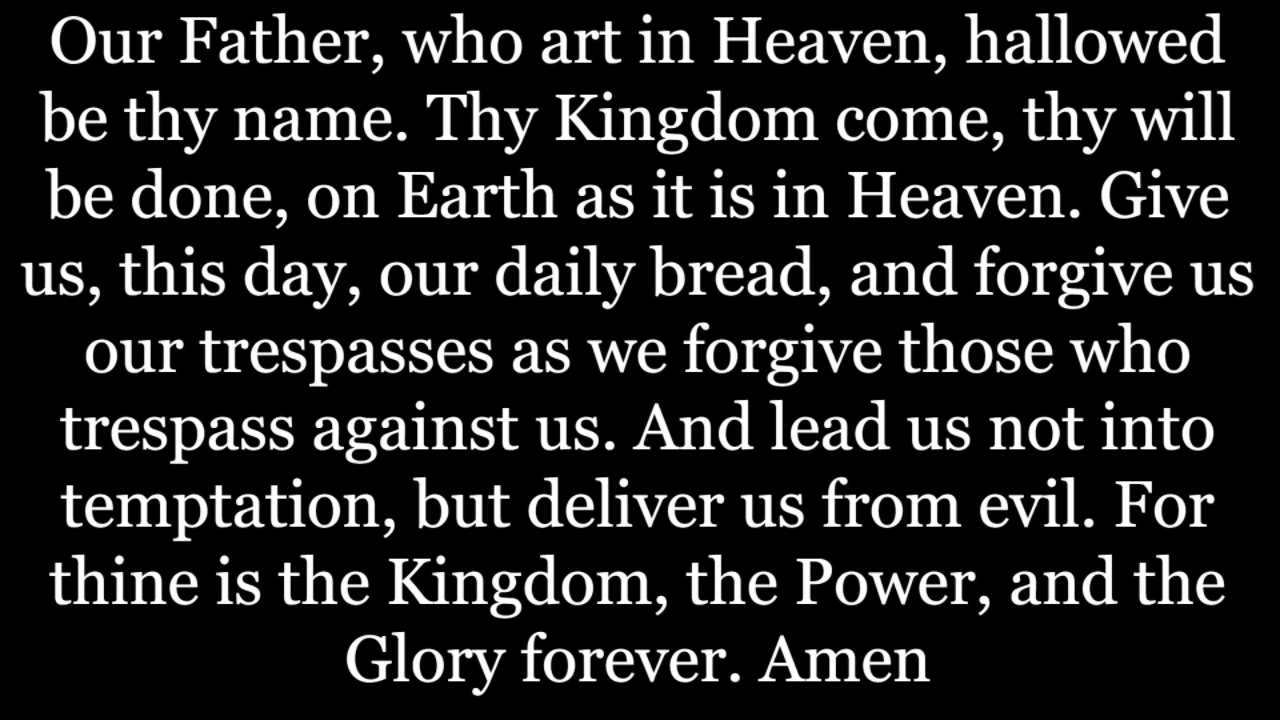 Our Father, who art in Heaven, hallowed
be thy name. Thy Kingdom come, thy will
be done, on Earth as it is in Heaven. Give
us, this day, our daily bread, and forgive us
our trespasses as we forgive those who
trespass against us. And lead us not into
temptation, but deliver us from evil. For
thine is the Kingdom, the Power, and the
Glory forever. Amen